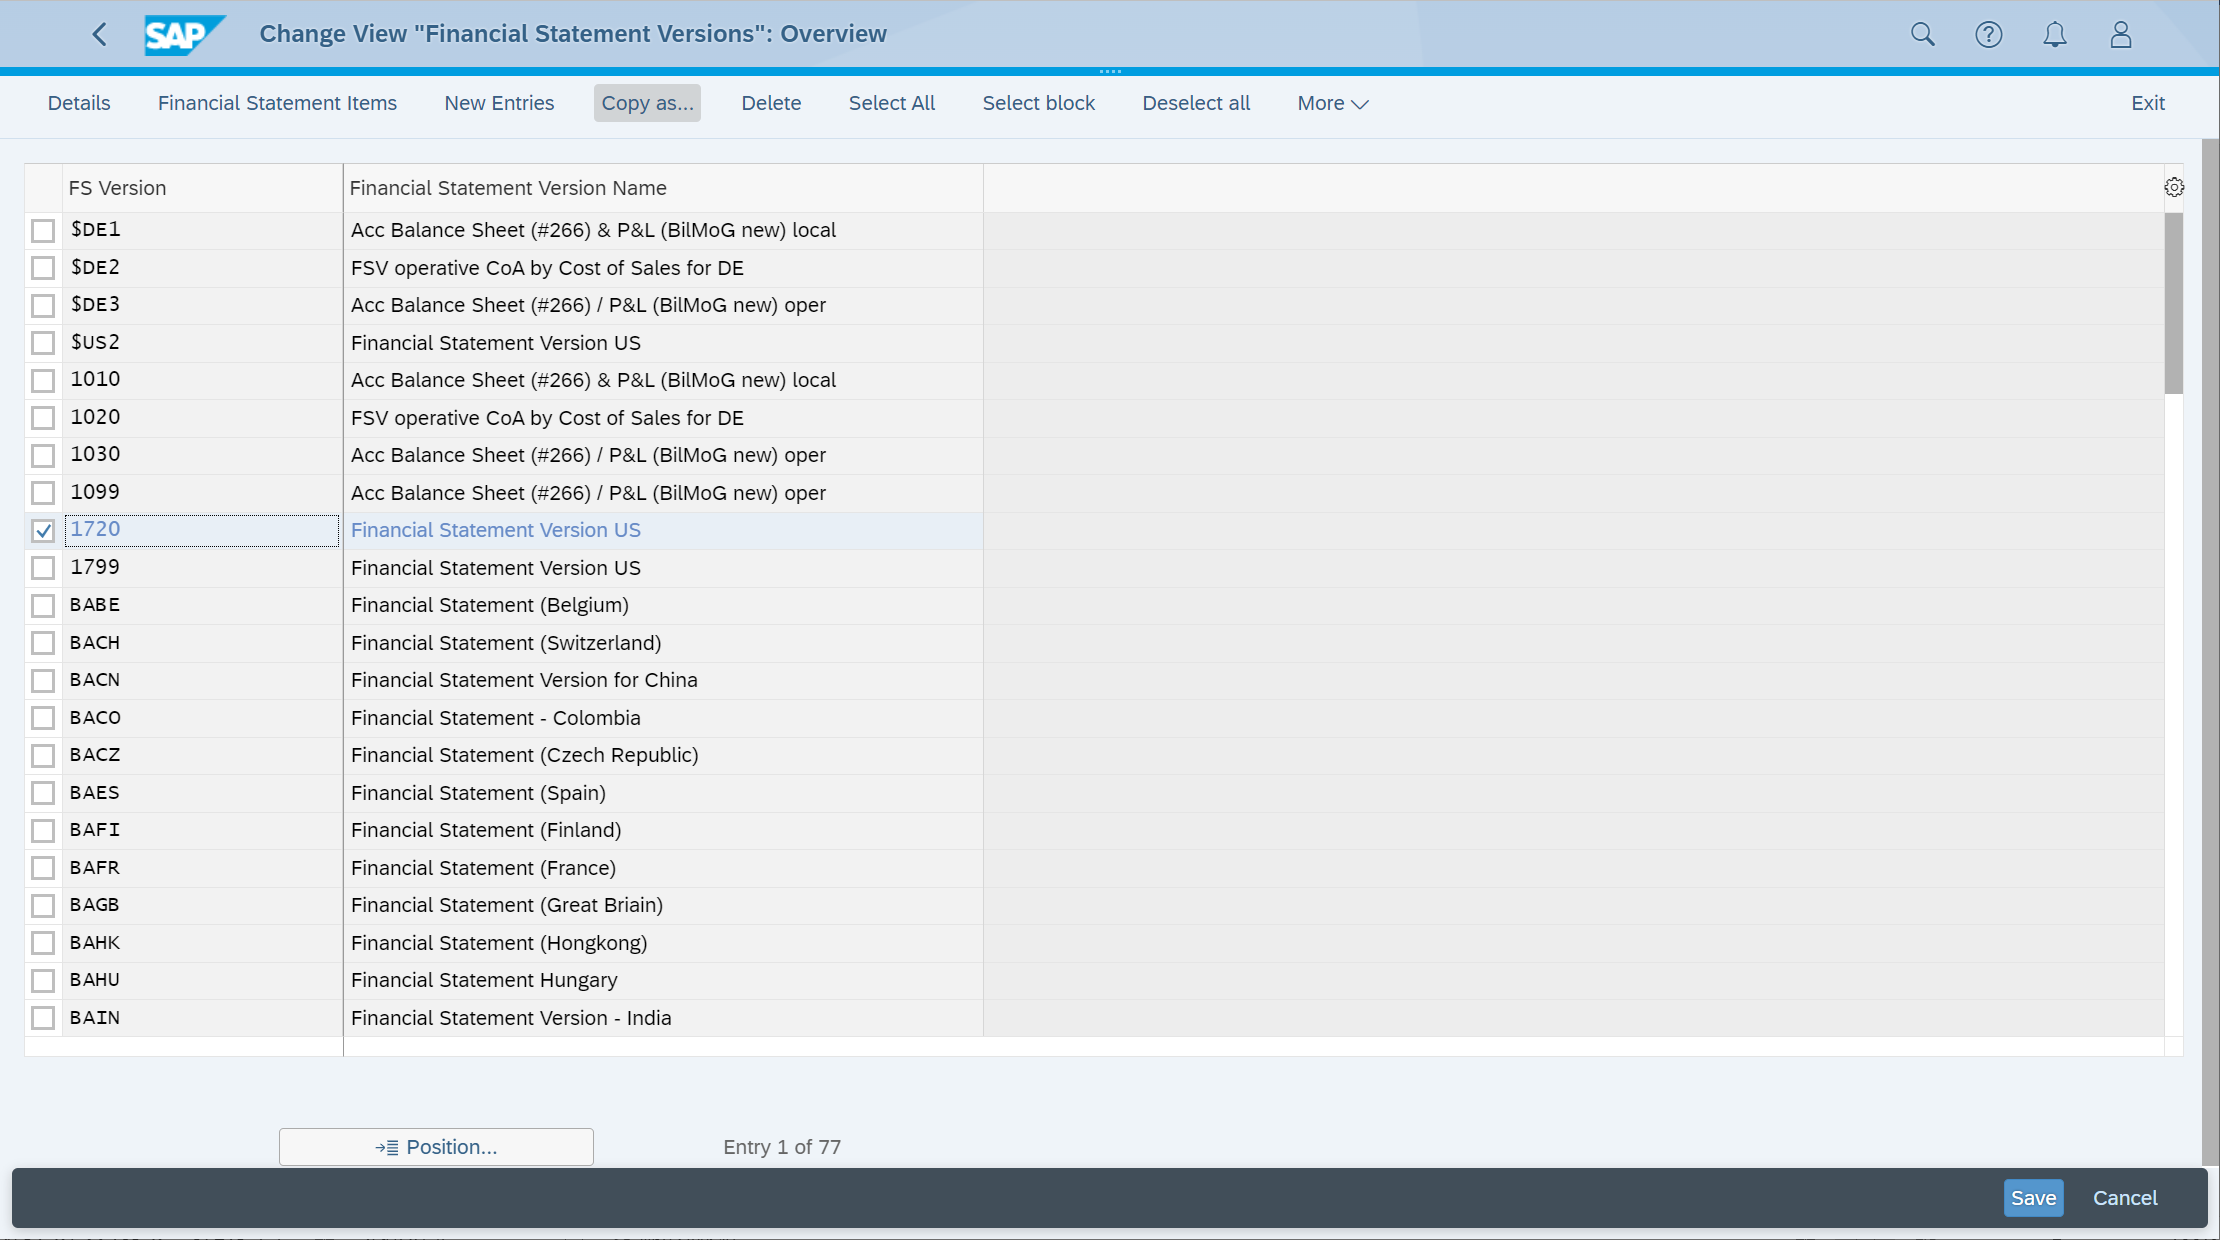 SAP Change View "Financial Statement Versions": Overview
Details Financial Statement Items New Entries Copy as... Delete Select All Select block Deselect all More Exit
FS Version Financial Statement Version Name
$DE1 Acc Balance Sheet (#266) & P&L (BilMoG new) local
$DE2 FSV operative CoA by Cost of Sales for DE
$DE3 Acc Balance Sheet (#266) / P&L (BilMoG new) oper
$US2 Financial Statement Version US
1010 Acc Balance Sheet (#266) & P&L (BilMoG new) local
1020 FSV operative CoA by Cost of Sales for DE
1030 Acc Balance Sheet (#266) / P&L (BilMoG new) oper
1099 Acc Balance Sheet (#266) / P&L (BilMoG new) oper
1720 Financial Statement Version US
1799 Financial Statement Version US
BABE Financial Statement (Belgium)
BACH Financial Statement (Switzerland)
BACN Financial Statement Version for China
BACO Financial Statement - Colombia
BACZ Financial Statement (Czech Republic)
BAES Financial Statement (Spain)
BAFI Financial Statement (Finland)
BAFR Financial Statement (France)
BAGB Financial Statement (Great Briain)
BAHK Financial Statement (Hongkong)
BAHU Financial Statement Hungary
BAIN Financial Statement Version - India
Position... Entry 1 of 77
Save Cancel